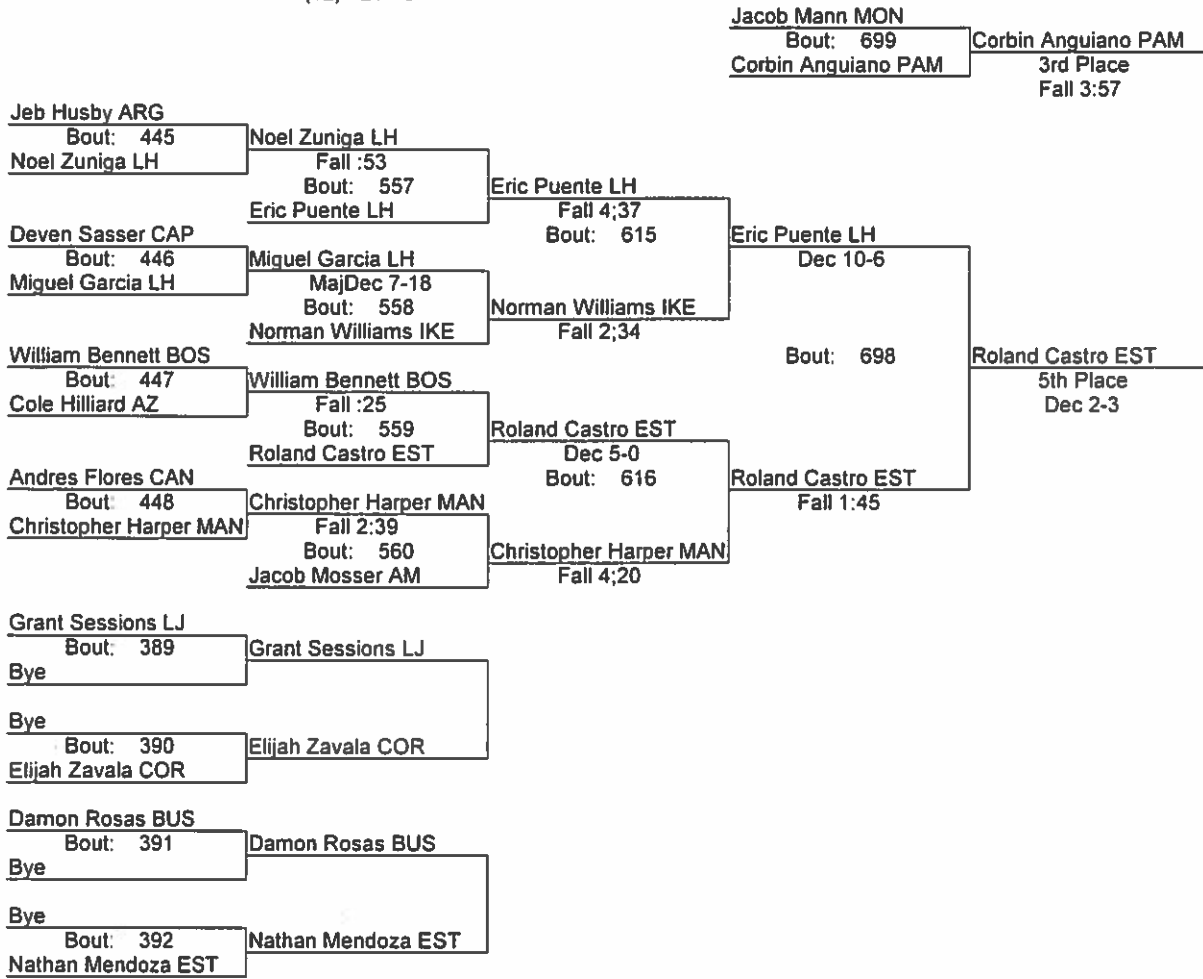 Jacob Mann MON
Bout: 699
Corbin Anguiano PAM
Corbin Anguiano PAM
3rd Place
Fall 3:57
Jeb Husby ARG
Bout: 445
Noel Zuniga LH
Noel Zuniga LH
Fall :53
Bout: 557
Eric Puente LH
Eric Puente LH
Fall 4;37
Bout: 615
Deven Sasser CAP
Bout: 446
Miguel Garcia LH
Miguel Garcia LH
MajDec 7-18
Bout: 558
Norman Williams IKE
Norman Williams IKE
Fall 2;34
Eric Puente LH
Dec 10-6
Bout: 698
Roland Castro EST
5th Place
Dec 2-3
William Bennett BOS
Bout: 447
Cole Hilliard AZ
William Bennett BOS
Fall :25
Bout: 559
Roland Castro EST
Roland Castro EST
Dec 5-0
Bout: 616
Roland Castro EST
Fall 1:45
Andres Flores CAN
Bout: 448
Christopher Harper MAN
Christopher Harper MAN
Fall 2:39
Bout: 560
Jacob Mosser AM
Christopher Harper MAN
Fall 4;20
Grant Sessions LJ
Bout: 389
Bye
Grant Sessions LJ
Bye
Bout: 390
Elijah Zavala COR
Elijah Zavala COR
Damon Rosas BUS
Bout: 391
Bye
Damon Rosas BUS
Bye
Bout: 392
Nathan Mendoza EST
Nathan Mendoza EST